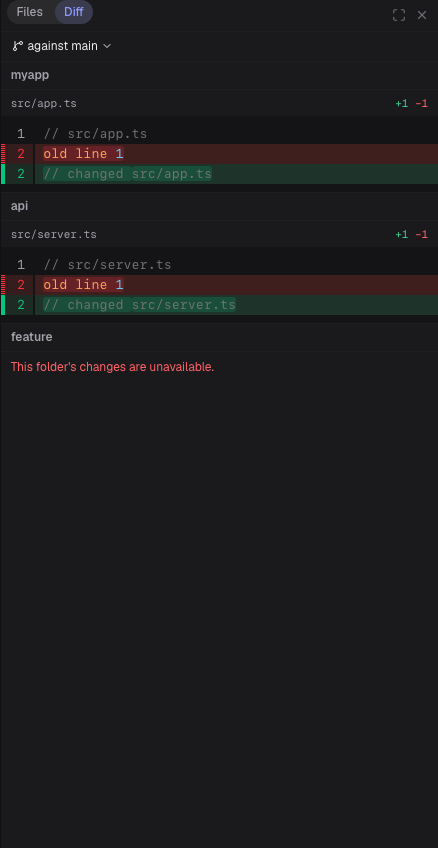 Files Diff
against main
myapp
src/app.ts +1 −1
1 // src/app.ts
2 old line 1
2 // changed src/app.ts
api
src/server.ts +1 −1
1 // src/server.ts
2 old line 1
2 // changed src/server.ts
feature
This folder's changes are unavailable.